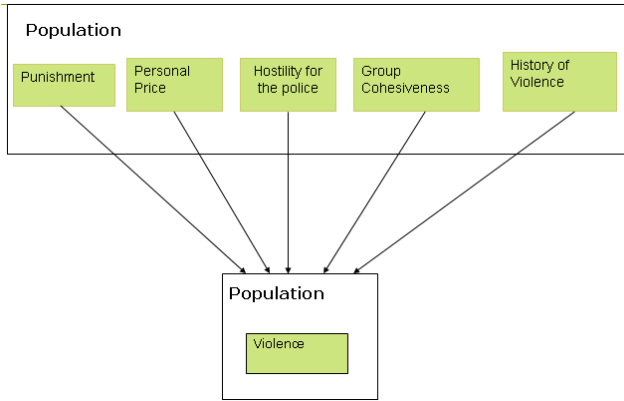 Population
Punishment
Personal
Price
Hostility for
the police
Group
Cohesiveness
History of
Violence
Population
Violence